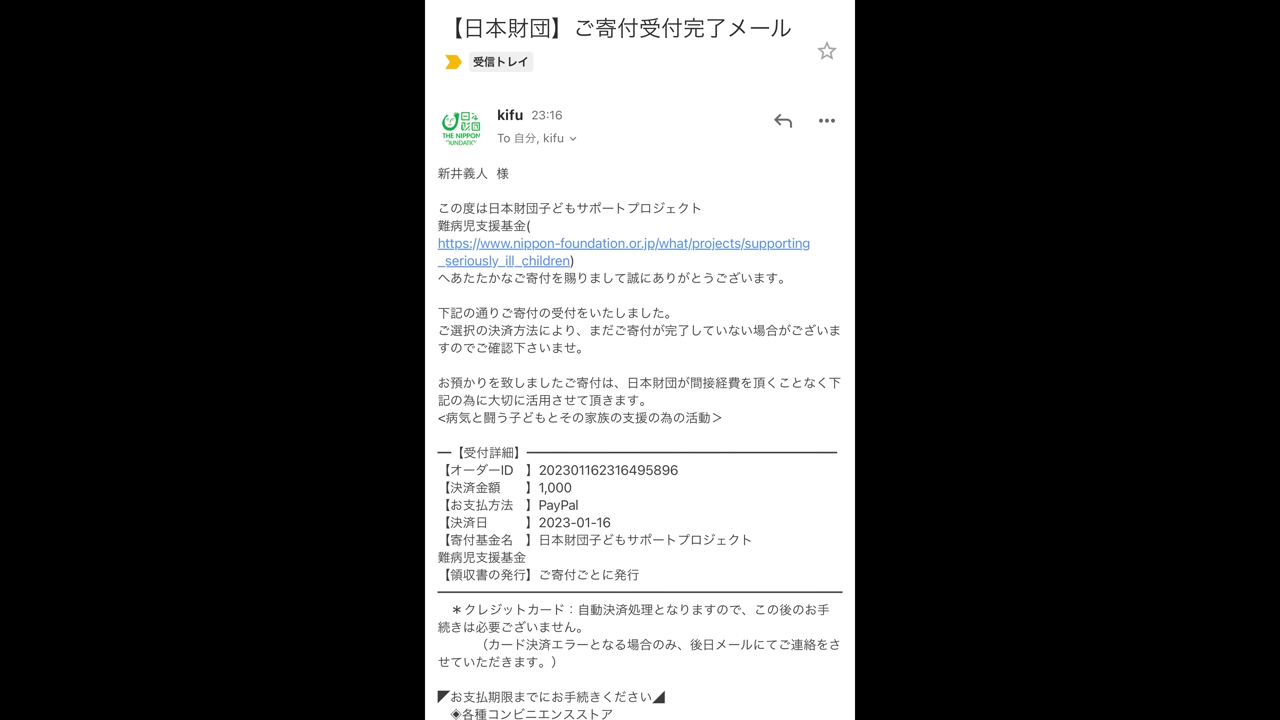 【日本財団】ご寄付受付完了メール
受信トレイ
kifu 23:16
To 自分, kifu
THE NIPPON
新井義人 様
この度は日本財団子どもサポートプロジェクト
難病児支援基金(
https://www.nippon-foundation.or.jp/what/projects/supporting
_seriously_ill_children)
へあたたかなご寄付を賜りまして誠にありがとうございます。
下記の通りご寄付の受付をいたしました。
ご選択の決済方法により、まだご寄付が完了していない場合がございま
すのでご確認下さいませ。
お預かりを致しましたご寄付は、日本財団が間接経費を頂くことなく下
記の為に大切に活用させて頂きます。
<病気と闘う子どもとその家族の支援の為の活動＞
━【受付詳細】━━━━━━━━━━━━━━━━━━━━━━━━━
【オーダーID　】202301162316495896
【決済金額　　】1,000
【お支払方法　】PayPal
【決済日　　　】2023-01-16
【寄付基金名　】日本財団子どもサポートプロジェクト
難病児支援基金
【領収書の発行】ご寄付ごとに発行
＊クレジットカード：自動決済処理となりますので、この後のお手
続きは必要ございません。
（カード決済エラーとなる場合のみ、後日メールにてご連絡をさ
せていただきます。）
◤お支払期限までにお手続きください◢
◈各種コンビニエンスストア